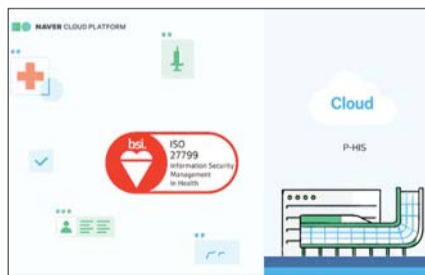 NAVER CLOUD PLATFORM
bsi.
ISO
27799
Information Security
Management
in Health
Cloud
P-HIS